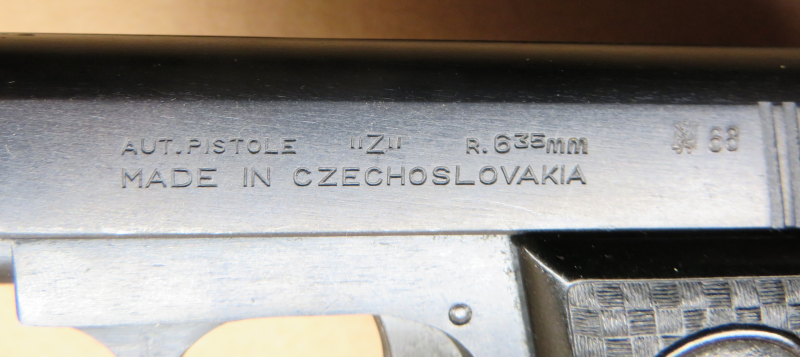 AUT.PISTOLE "Z" R.635mm 68
MADE IN CZECHOSLOVAKIA